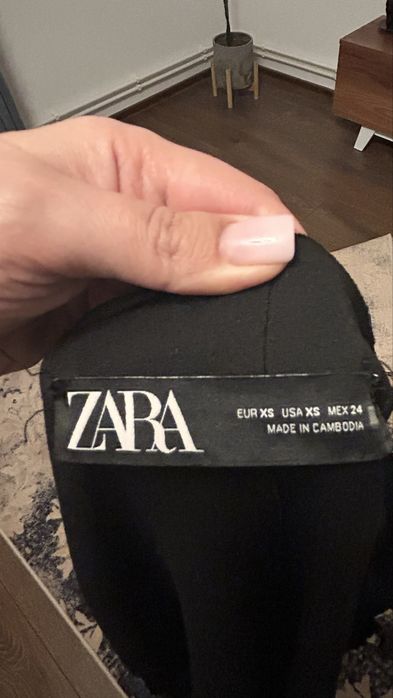 ZARA
EUR XS USA XS MEX 24
MADE IN CAMBODIA